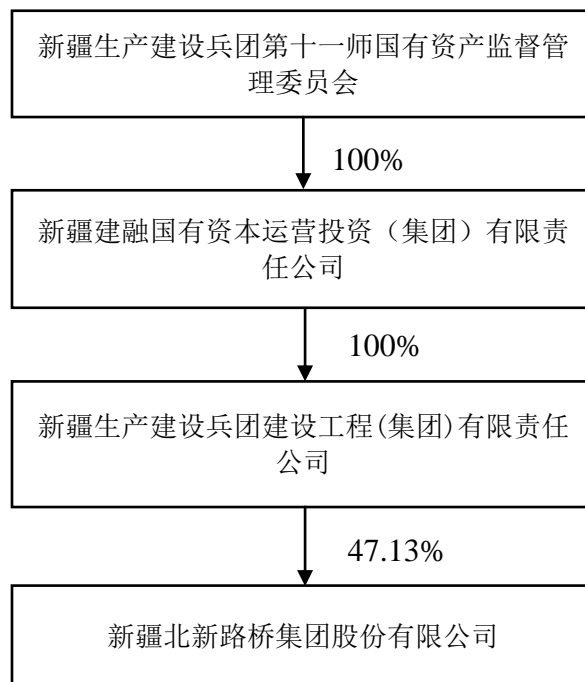 新疆生产建设兵团第十一师国有资产监督管
理委员会
100%
新疆建融国有资本运营投资（集团）有限责
任公司
100%
新疆生产建设兵团建设工程(集团)有限责任
公司
47.13%
新疆北新路桥集团股份有限公司